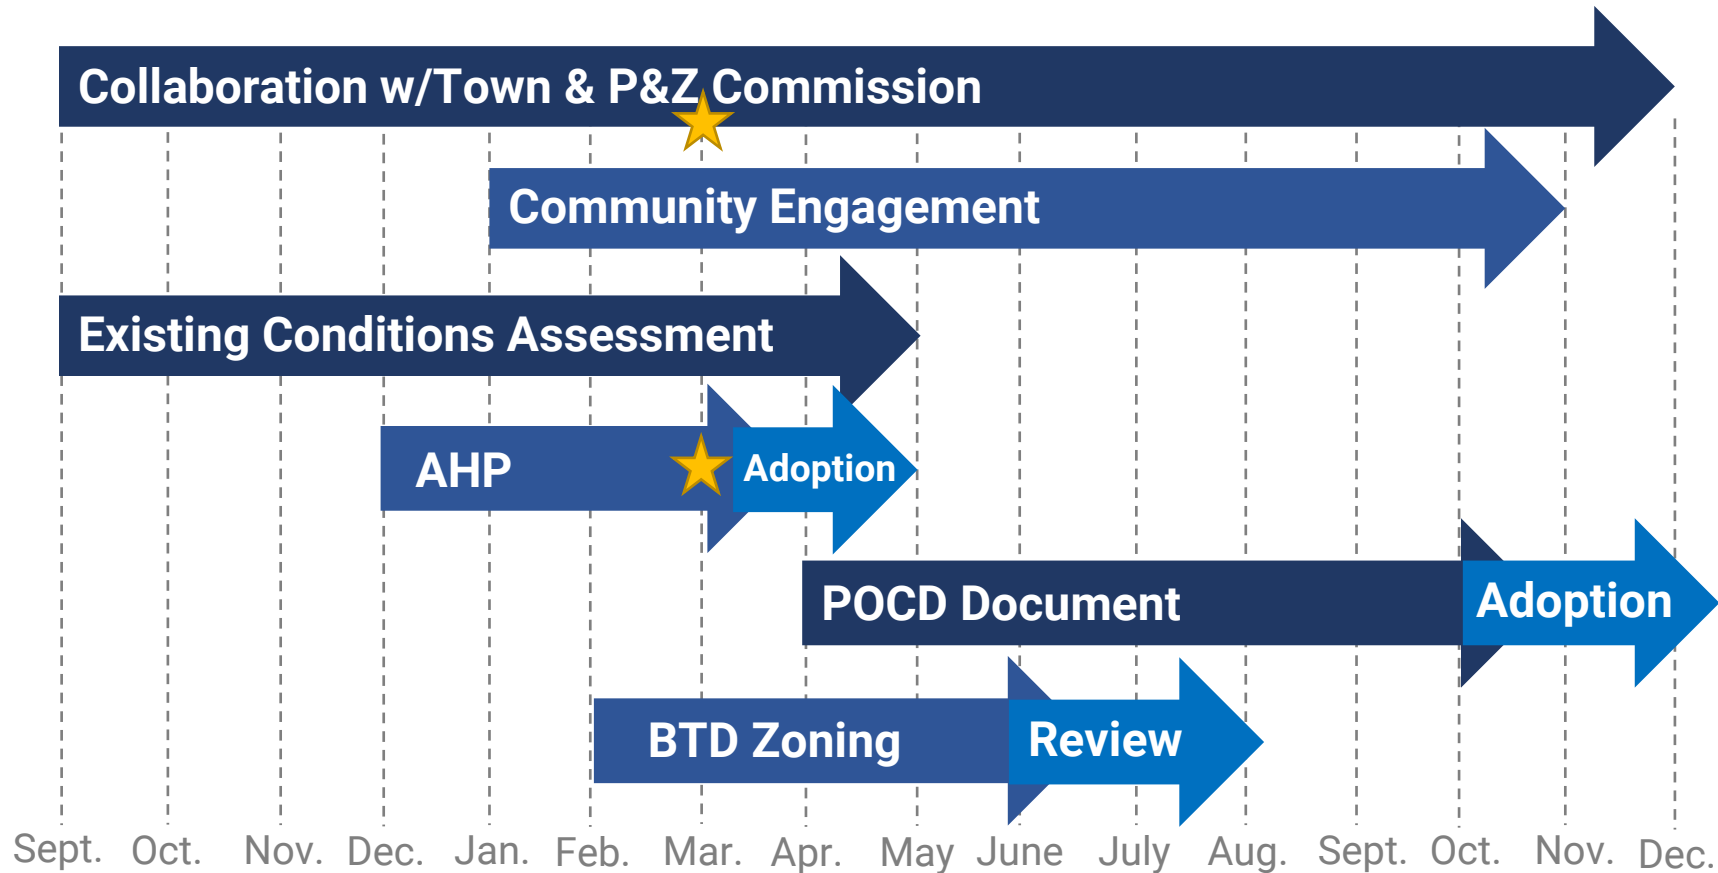 Collaboration w/Town & P&Z Commission
Community Engagement
Existing Conditions Assessment
AHP
Adoption
POCD Document
Adoption
BTD Zoning
Review
Sept. Oct. Nov. Dec. Jan. Feb. Mar. Apr. May June July Aug. Sept. Oct. Nov. Dec.